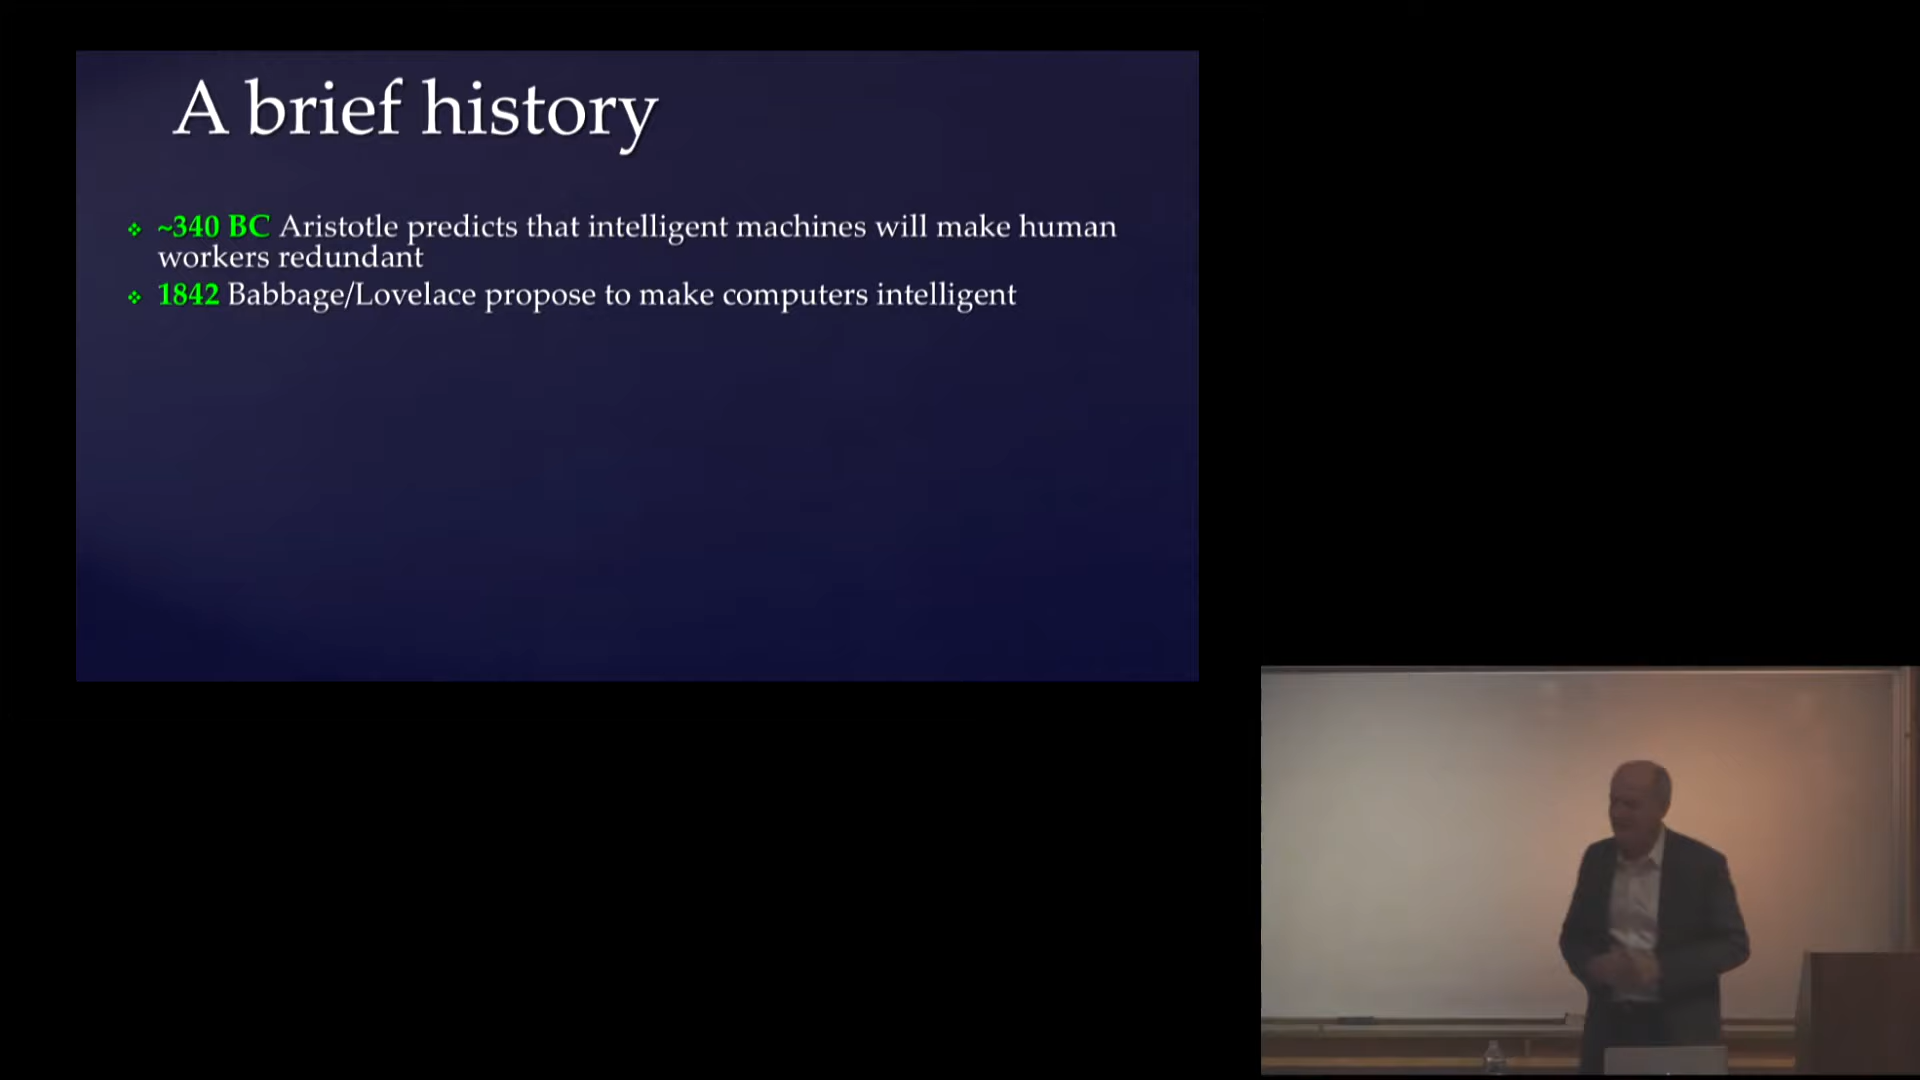 A brief history
~340 BC Aristotle predicts that intelligent machines will make human
workers redundant
1842 Babbage/Lovelace propose to make computers intelligent